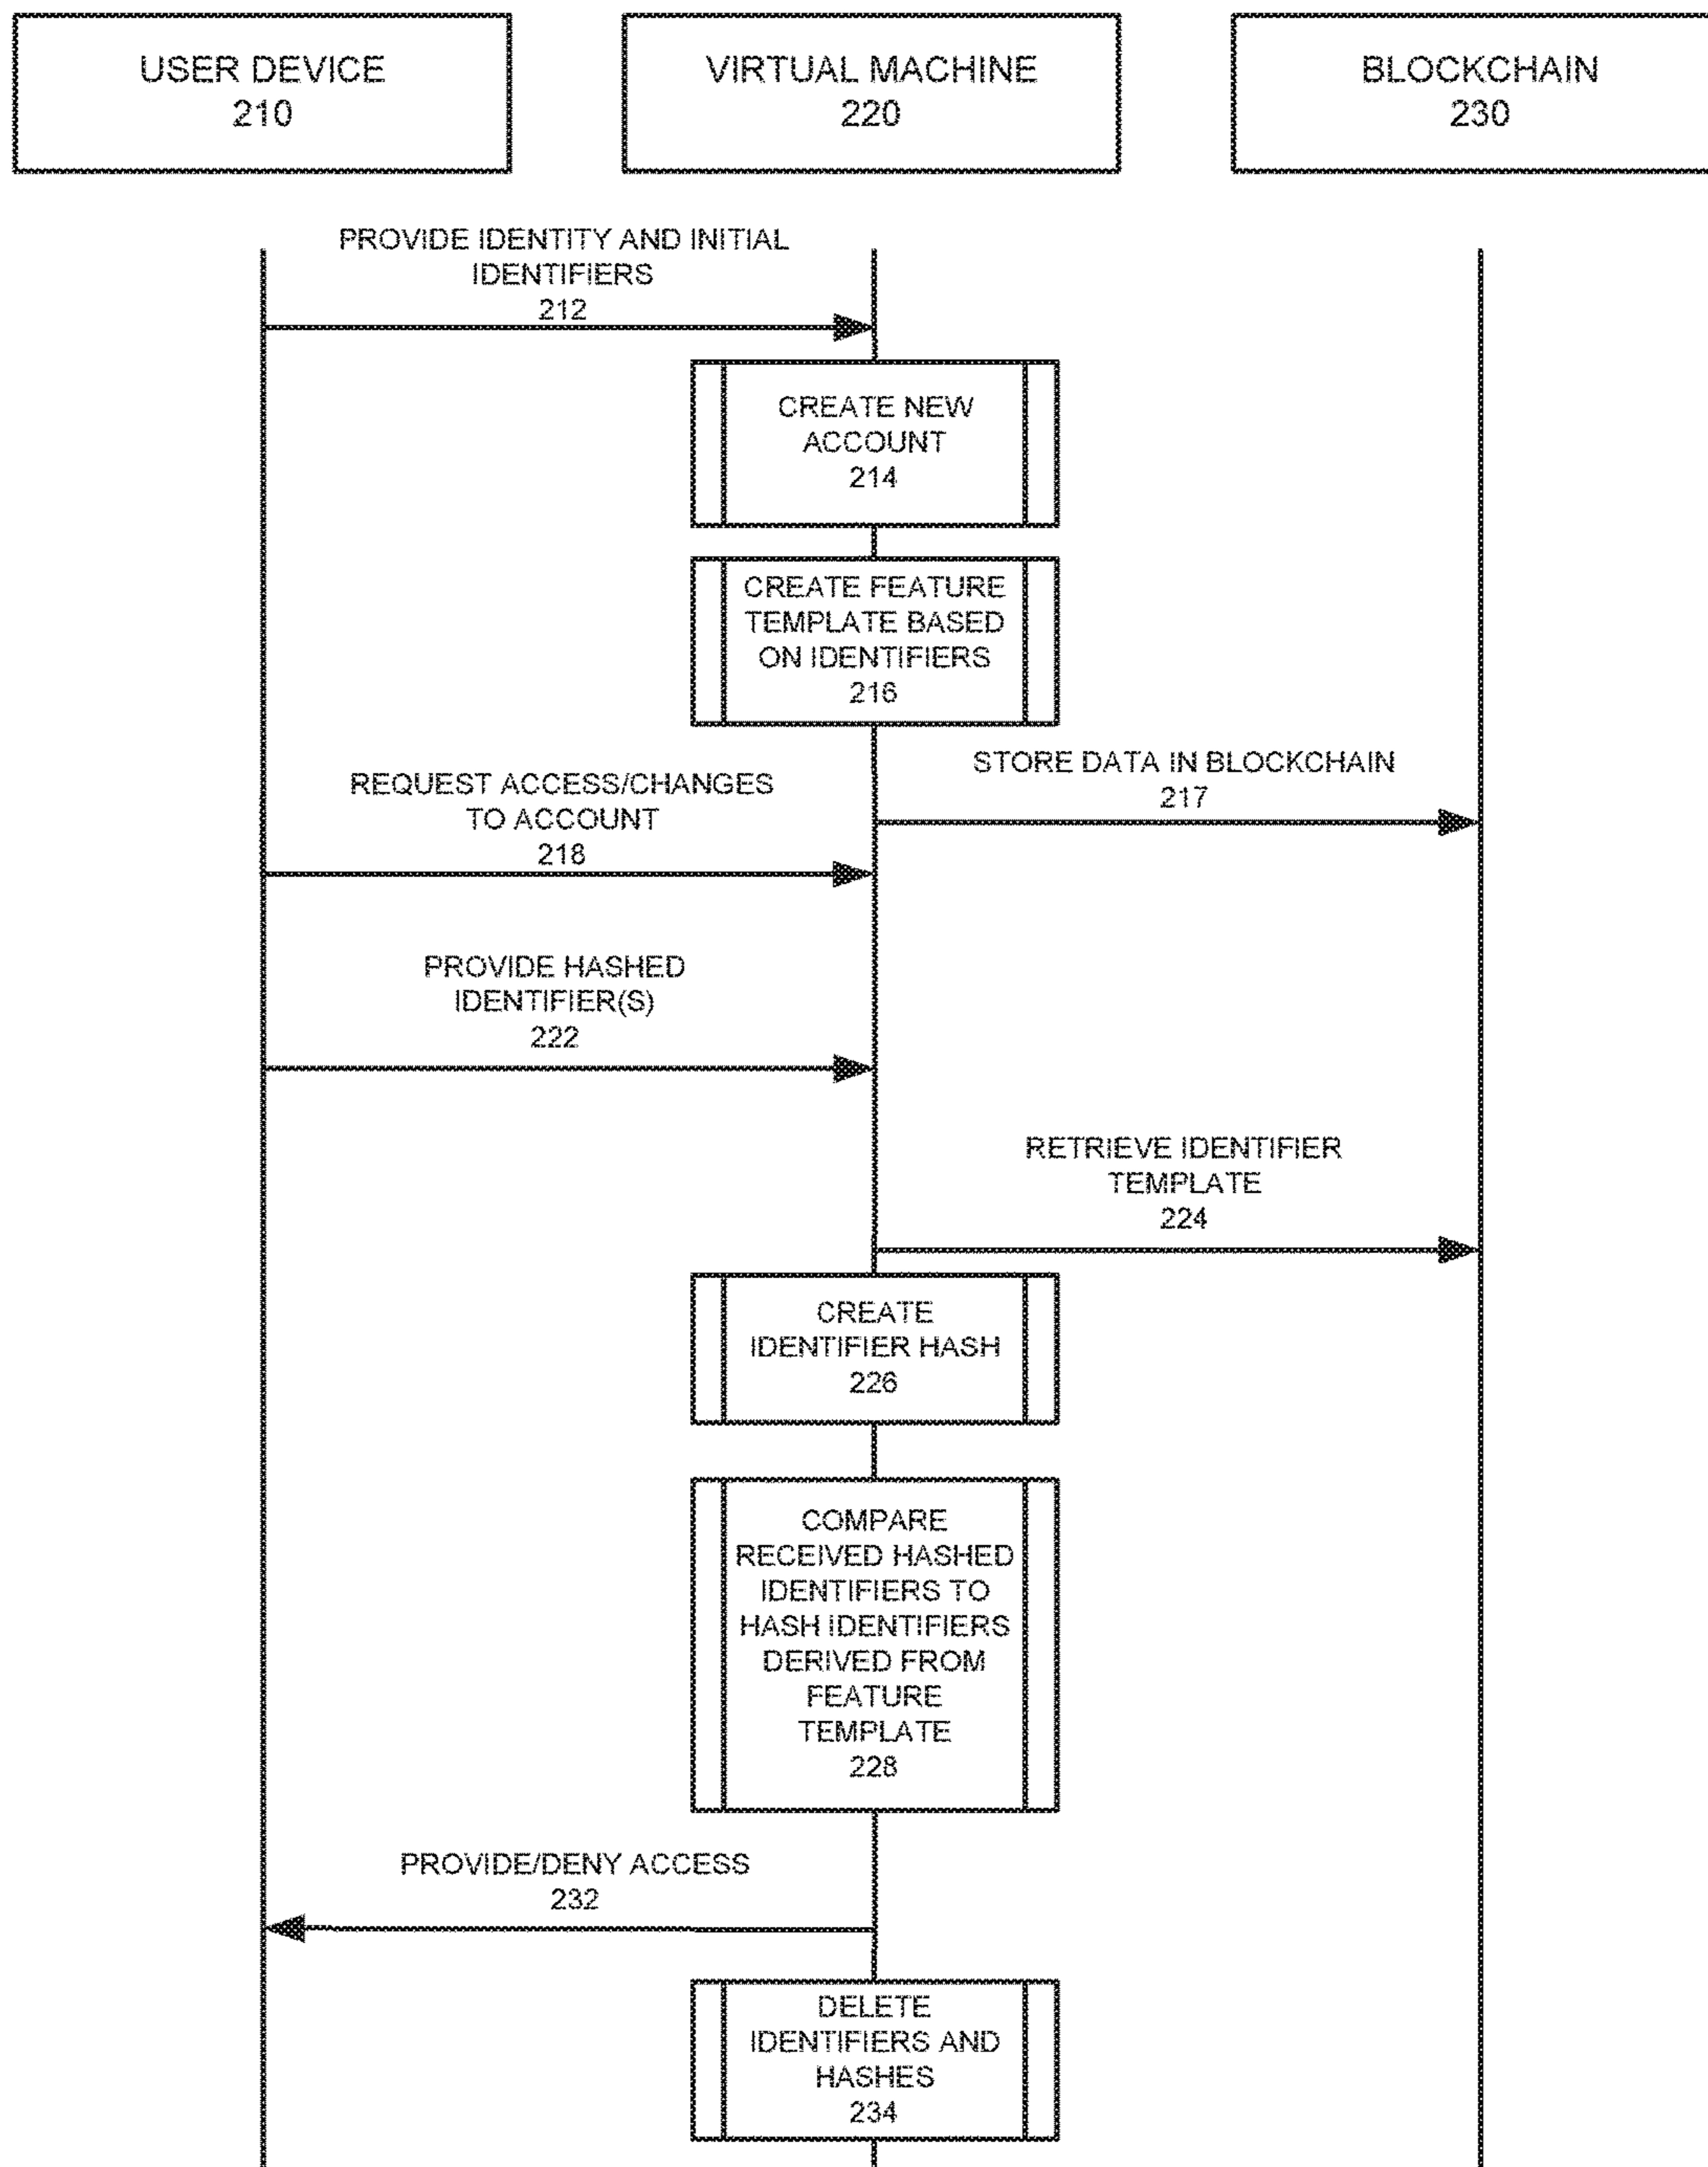 USER DEVICE
210
VIRTUAL MACHINE
220
BLOCKCHAIN
230
PROVIDE IDENTITY AND INITIAL
IDENTIFIERS
212
CREATE NEW
ACCOUNT
214
CREATE FEATURE
TEMPLATE BASED
ON IDENTIFIERS
216
STORE DATA IN BLOCKCHAIN
217
REQUEST ACCESS/CHANGES
TO ACCOUNT
218
PROVIDE HASHED
IDENTIFIER(S)
222
RETRIEVE IDENTIFIER
TEMPLATE
224
CREATE
IDENTIFIER HASH
226
COMPARE
RECEIVED HASHED
IDENTIFIERS TO
HASH IDENTIFIERS
DERIVED FROM
FEATURE
TEMPLATE
228
PROVIDE/DENY ACCESS
232
DELETE
IDENTIFIERS AND
HASHES
234